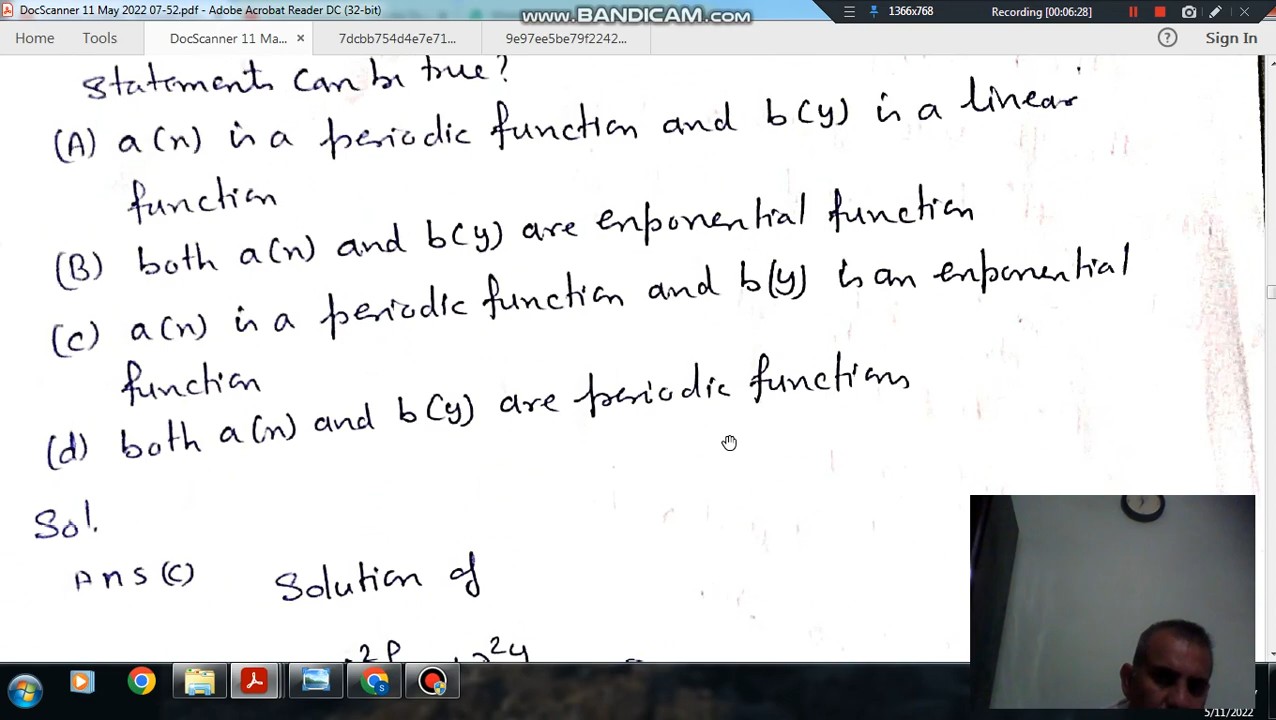 DocScanner 11 May 2022 07-52.pdf - Adobe Acrobat Reader DC (32-bit)
www.BANDICAM.com
1366x768
Recording [00:06:28]
Home
Tools
DocScanner 11 Ma...
7dcbb754d4e7e71...
9e97ee5be79f2242...
Sign In
statements can be true?
(A) a(n) is a periodic function and b(y) is a linear
function
(B) both a(n) and b(y) are enponential function
(c) a(n) is a periodic function and b(y) is an enponential
function
(d) both a(n) and b(y) are periodic functions
Sol.
Ans (c) Solution of
5/11/2022